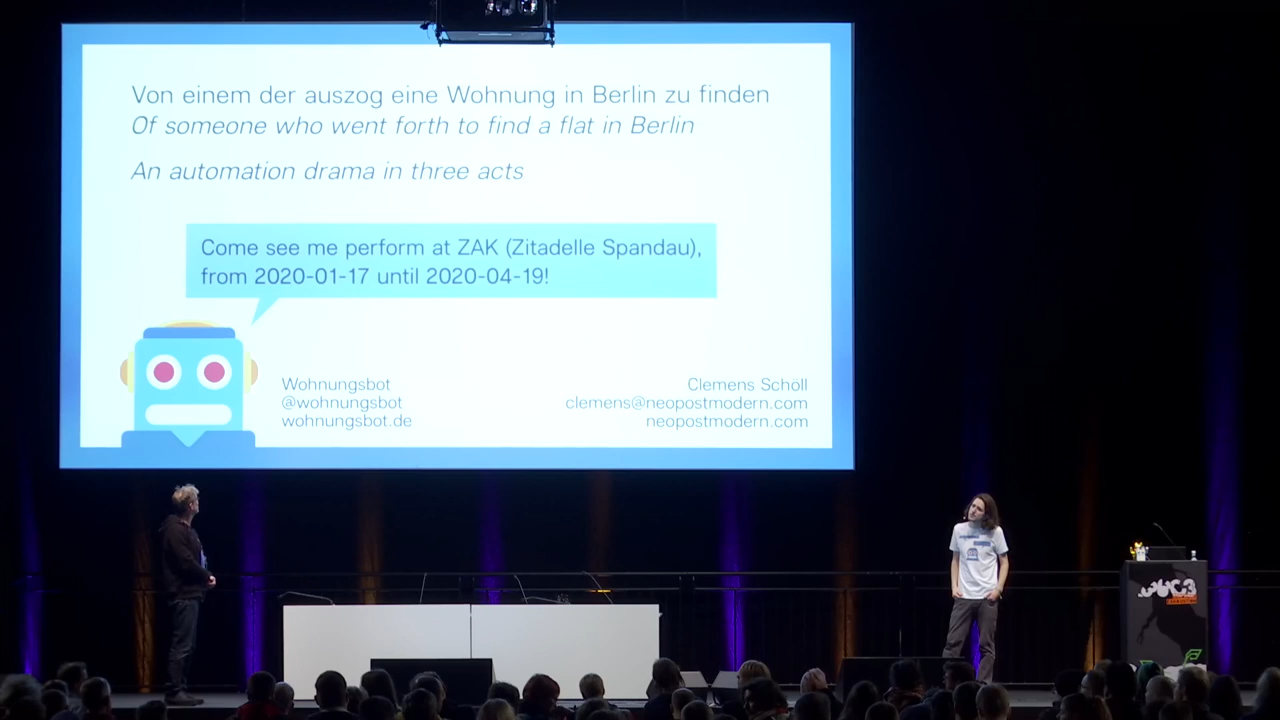 Von einem der auszog eine Wohnung in Berlin zu finden
Of someone who went forth to find a flat in Berlin
An automation drama in three acts
Come see me perform at ZAK (Zitadelle Spandau),
from 2020-01-17 until 2020-04-19!
Wohnungsbot
@wohnungsbot
wohnungsbot.de
Clemens Schöll
clemens@neopostmodern.com
neopostmodern.com